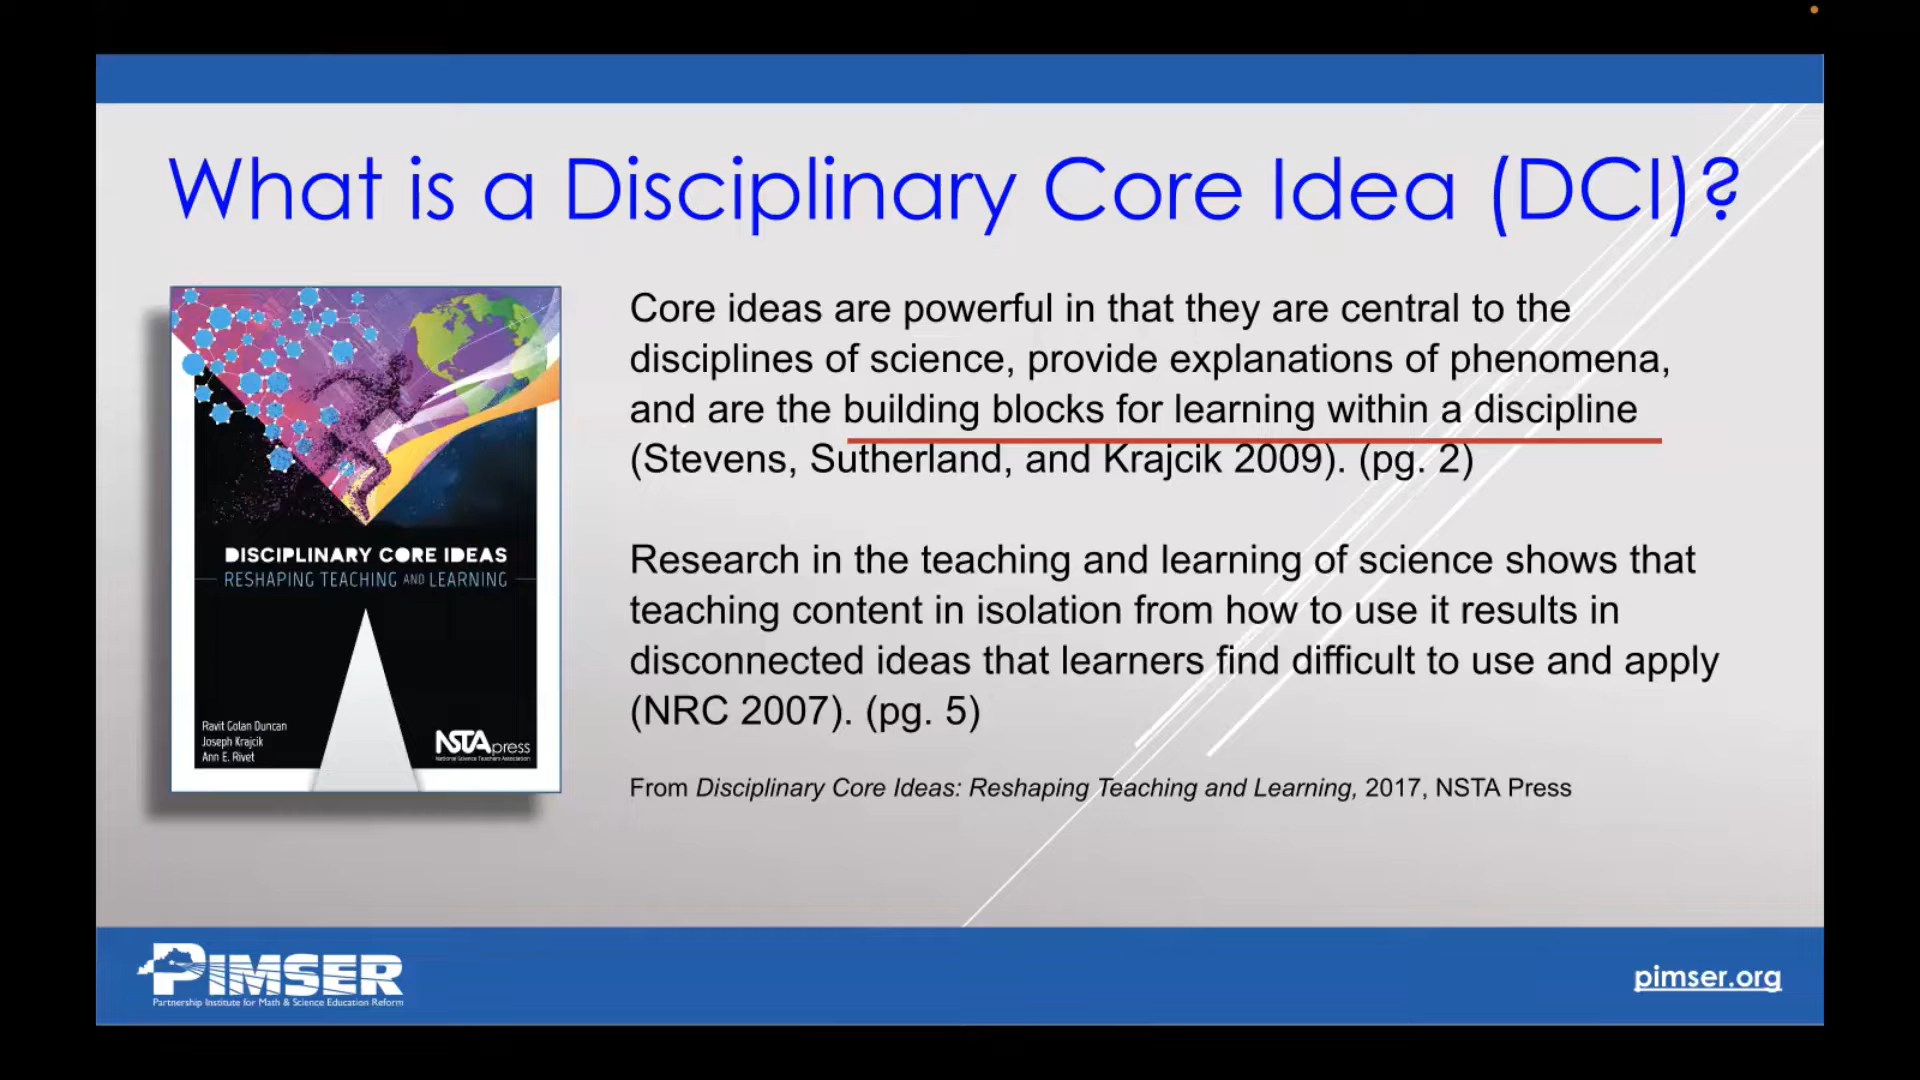 What is a Disciplinary Core Idea (DCI)?
Core ideas are powerful in that they are central to the
disciplines of science, provide explanations of phenomena,
and are the building blocks for learning within a discipline
(Stevens, Sutherland, and Krajcik 2009). (pg. 2)
Research in the teaching and learning of science shows that
teaching content in isolation from how to use it results in
disconnected ideas that learners find difficult to use and apply
(NRC 2007). (pg. 5)
From Disciplinary Core Ideas: Reshaping Teaching and Learning, 2017, NSTA Press
DISCIPLINARY CORE IDEAS
RESHAPING TEACHING AND LEARNING
Ravit Golan Duncan
Joseph Krajcik
Ann E. Rivet
NSTApress
National Science Teachers Association
PIMSER
Partnership Institute for Math & Science Education Reform
pimser.org